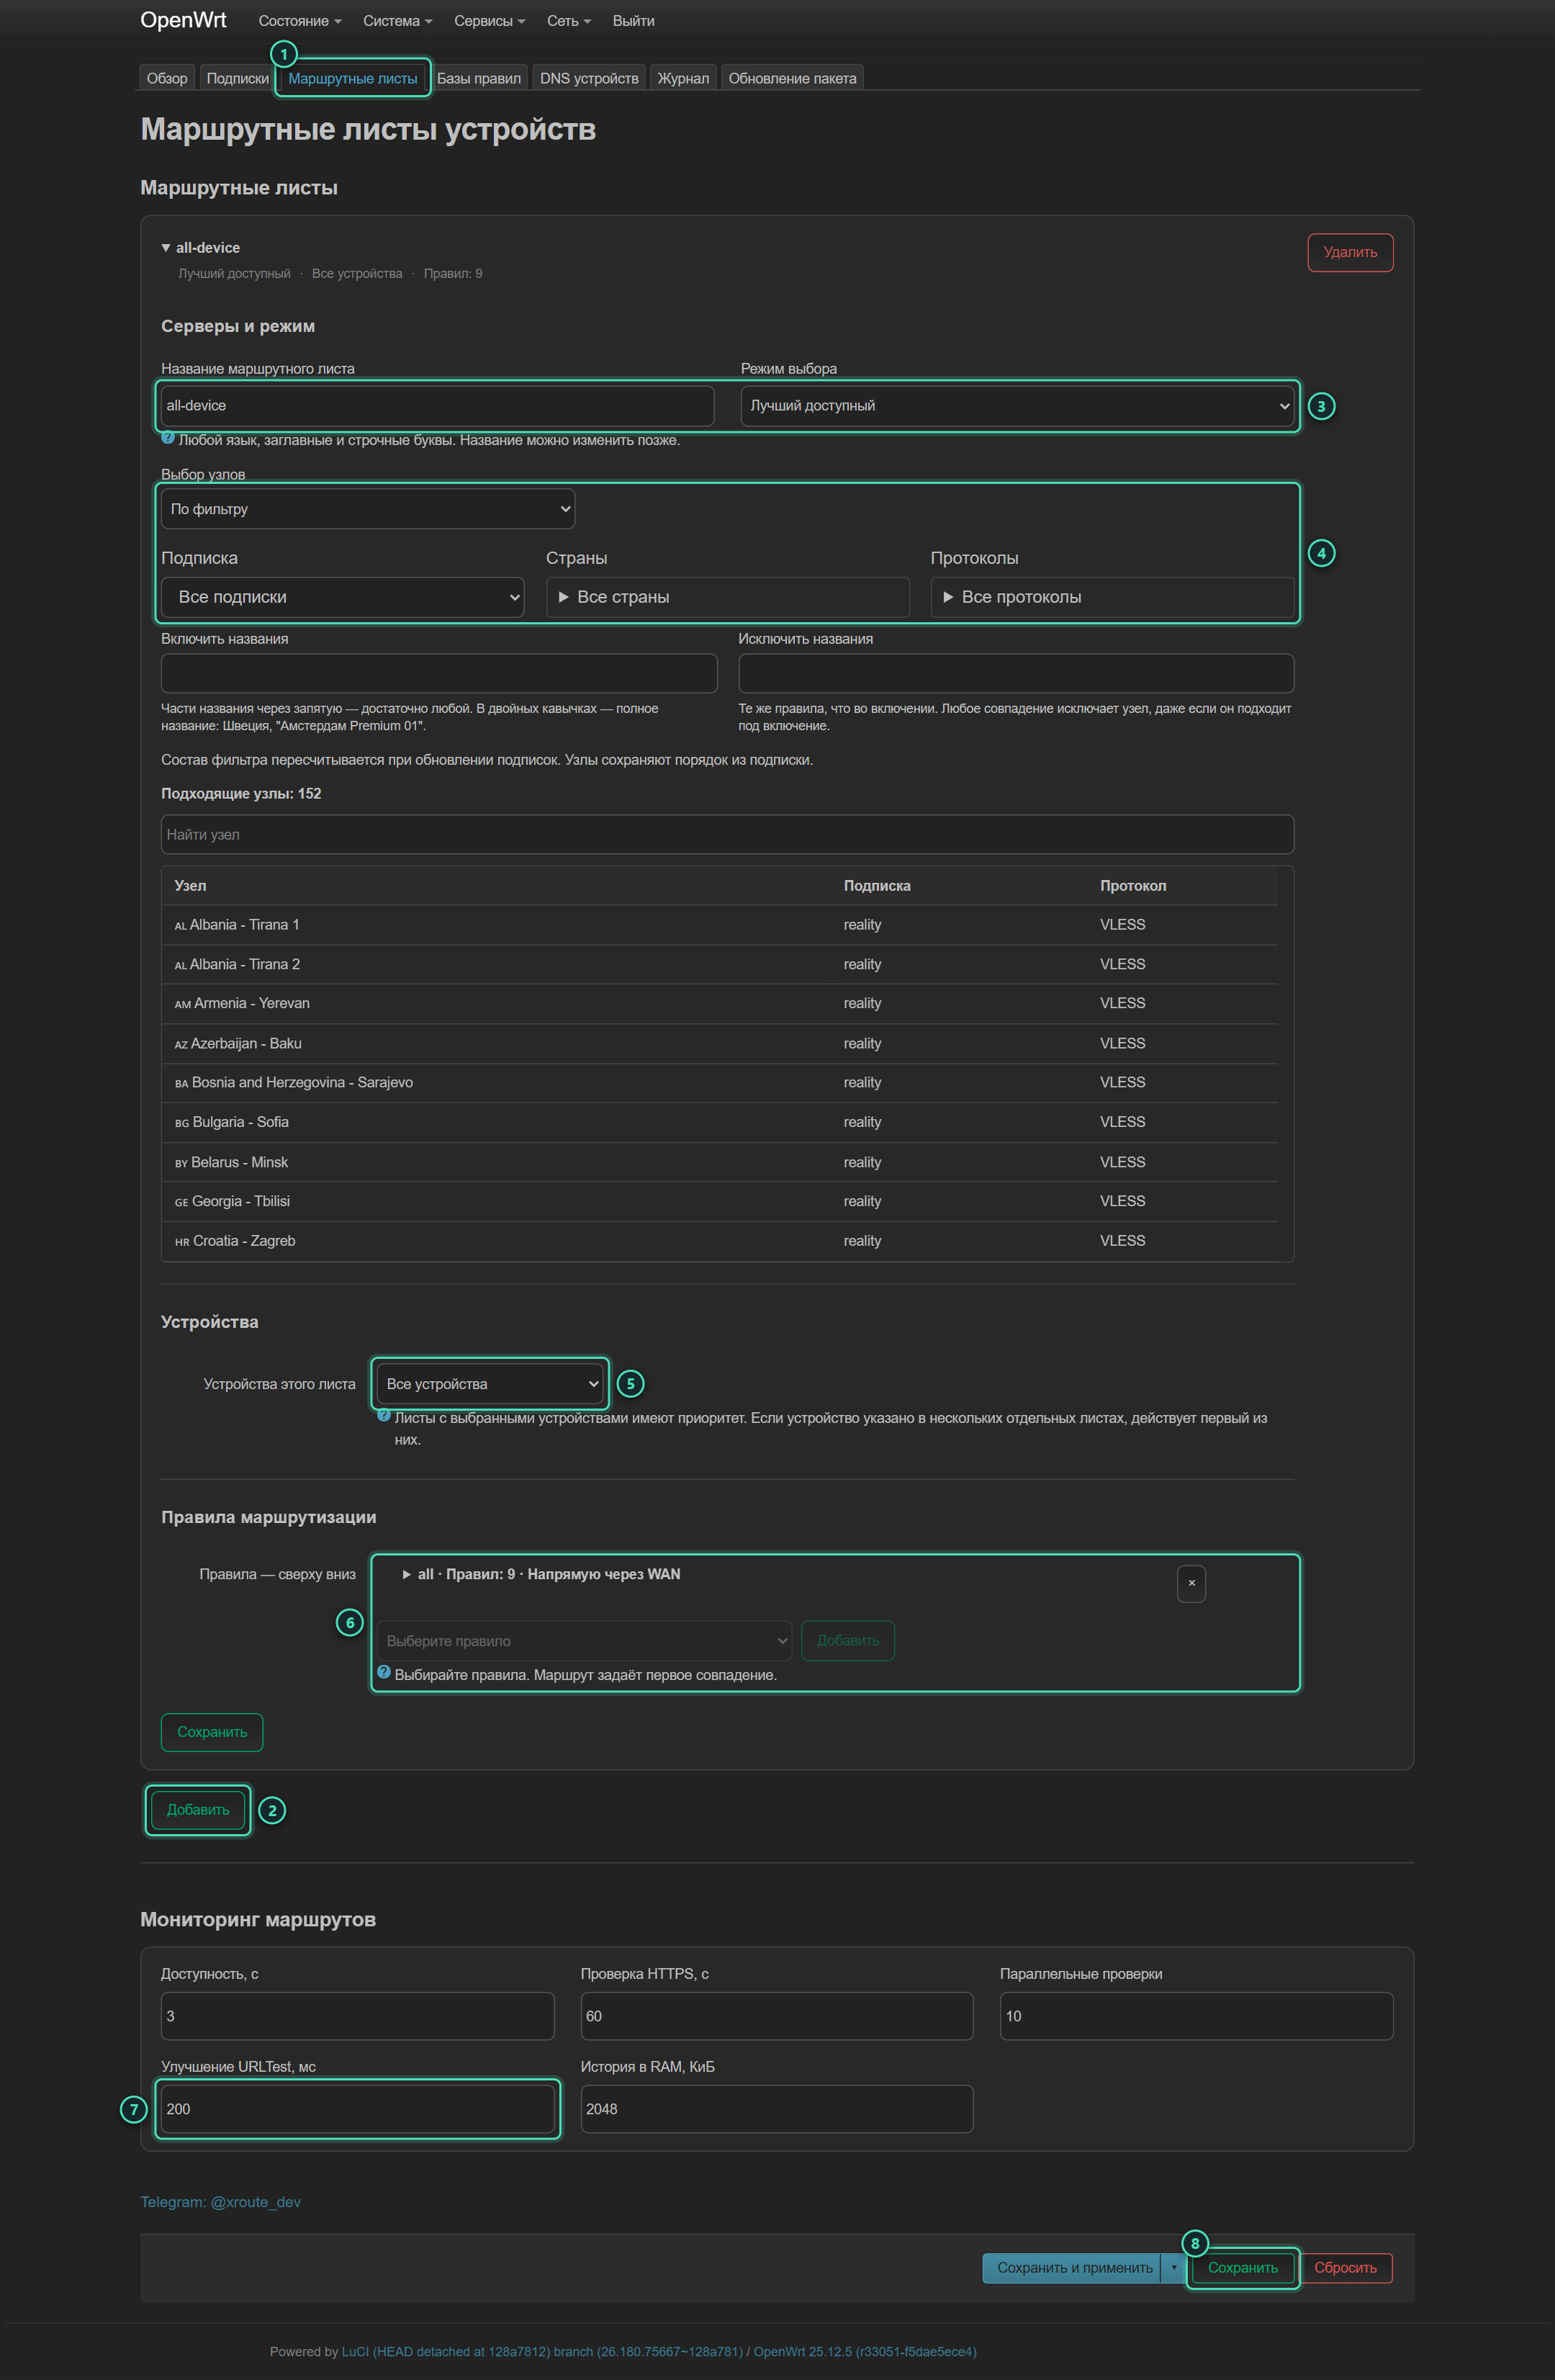 OpenWrt Состояние Система Сервисы Сеть Выйти
1
Обзор Подписки Маршрутные листы Базы правил DNS устройств Журнал Обновление пакета
Маршрутные листы устройств
Маршрутные листы
all-device
Удалить
Лучший доступный · Все устройства · Правил: 9
Серверы и режим
Название маршрутного листа Режим выбора
all-device Лучший доступный 3
? Любой язык, заглавные и строчные буквы. Название можно изменить позже.
Выбор узлов
По фильтру
4
Подписка Страны Протоколы
Все подписки Все страны Все протоколы
Включить названия Исключить названия
Части названия через запятую — достаточно любой. В двойных кавычках — полное
название: Швеция, "Амстердам Premium 01".
Те же правила, что во включении. Любое совпадение исключает узел, даже если он подходит
под включение.
Состав фильтра пересчитывается при обновлении подписок. Узлы сохраняют порядок из подписки.
Подходящие узлы: 152
Найти узел
Узел Подписка Протокол
AL Albania - Tirana 1 reality VLESS
AL Albania - Tirana 2 reality VLESS
AM Armenia - Yerevan reality VLESS
AZ Azerbaijan - Baku reality VLESS
BA Bosnia and Herzegovina - Sarajevo reality VLESS
BG Bulgaria - Sofia reality VLESS
BY Belarus - Minsk reality VLESS
GE Georgia - Tbilisi reality VLESS
HR Croatia - Zagreb reality VLESS
Устройства
Устройства этого листа Все устройства 5
? Листы с выбранными устройствами имеют приоритет. Если устройство указано в нескольких отдельных листах, действует первый из
них.
Правила маршрутизации
Правила — сверху вниз all · Правил: 9 · Напрямую через WAN ×
6
Выберите правило Добавить
? Выбирайте правила. Маршрут задаёт первое совпадение.
Сохранить
Добавить 2
Мониторинг маршрутов
Доступность, с Проверка HTTPS, с Параллельные проверки
3 60 10
Улучшение URLTest, мс История в RAM, КиБ
7 200 2048
Telegram: @xroute_dev
8
Сохранить и применить Сохранить Сбросить
Powered by LuCI (HEAD detached at 128a7812) branch (26.180.75667~128a781) / OpenWrt 25.12.5 (r33051-f5dae5ece4)